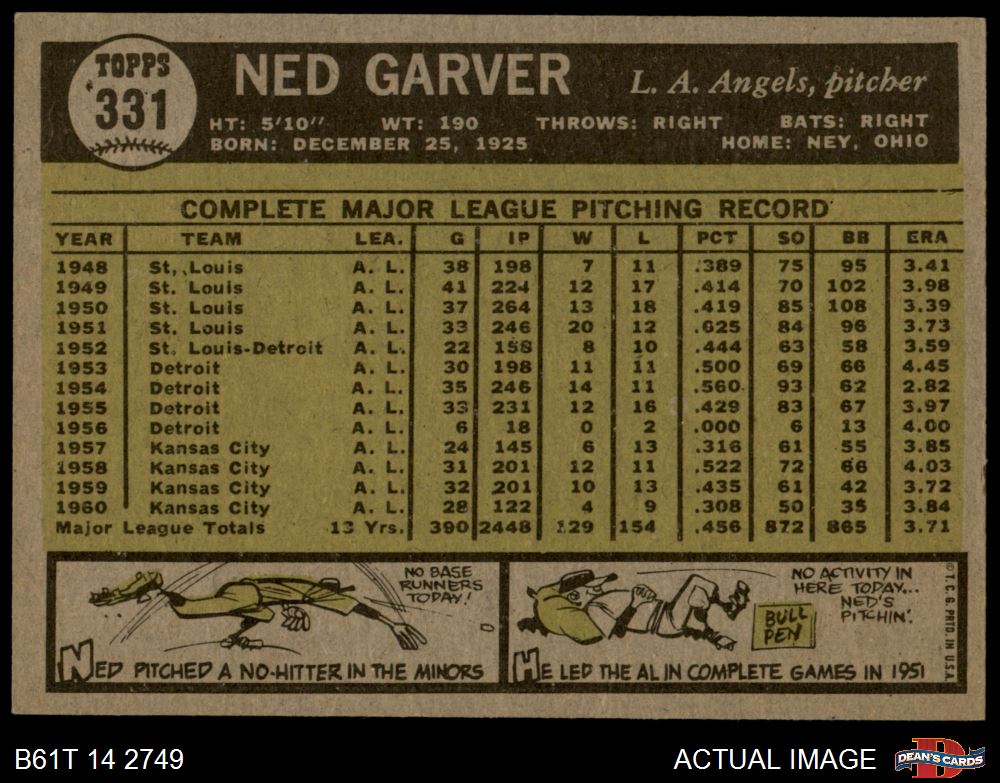 TOPPS
331
NED GARVER
L. A. Angels, pitcher
HT: 5'10" WT: 190 THROWS: RIGHT BATS: RIGHT
BORN: DECEMBER 25, 1925 HOME: NEY, OHIO
COMPLETE MAJOR LEAGUE PITCHING RECORD
YEAR TEAM LEA. G IP W L PCT SO BB ERA
1948 St. Louis A. L. 38 198 7 11 .389 75 95 3.41
1949 St. Louis A. L. 41 224 12 17 .414 70 102 3.98
1950 St. Louis A. L. 37 264 13 18 .419 85 108 3.39
1951 St. Louis A. L. 33 246 20 12 .625 84 96 3.73
1952 St. Louis-Detroit A. L. 22 158 8 10 .444 63 58 3.59
1953 Detroit A. L. 30 198 11 11 .500 69 66 4.45
1954 Detroit A. L. 35 246 14 11 .560 93 62 2.82
1955 Detroit A. L. 33 231 12 16 .429 83 67 3.97
1956 Detroit A. L. 6 18 0 2 .000 6 13 4.00
1957 Kansas City A. L. 24 145 6 13 .316 61 55 3.85
1958 Kansas City A. L. 31 201 12 11 .522 72 66 4.03
1959 Kansas City A. L. 32 201 10 13 .435 61 42 3.72
1960 Kansas City A. L. 28 122 4 9 .308 50 35 3.84
Major League Totals 13 Yrs. 390 2448 129 154 .456 872 865 3.71
NO BASE
RUNNERS
TODAY!
NED PITCHED A NO-HITTER IN THE MINORS
NO ACTIVITY IN
HERE TODAY...
NED'S
PITCHIN'.
BULL
PEN
HE LED THE AL IN COMPLETE GAMES IN 1951
© T. C. G. PRTD. IN U.S.A.
B61T 14 2749
ACTUAL IMAGE
DEAN'S CARDS